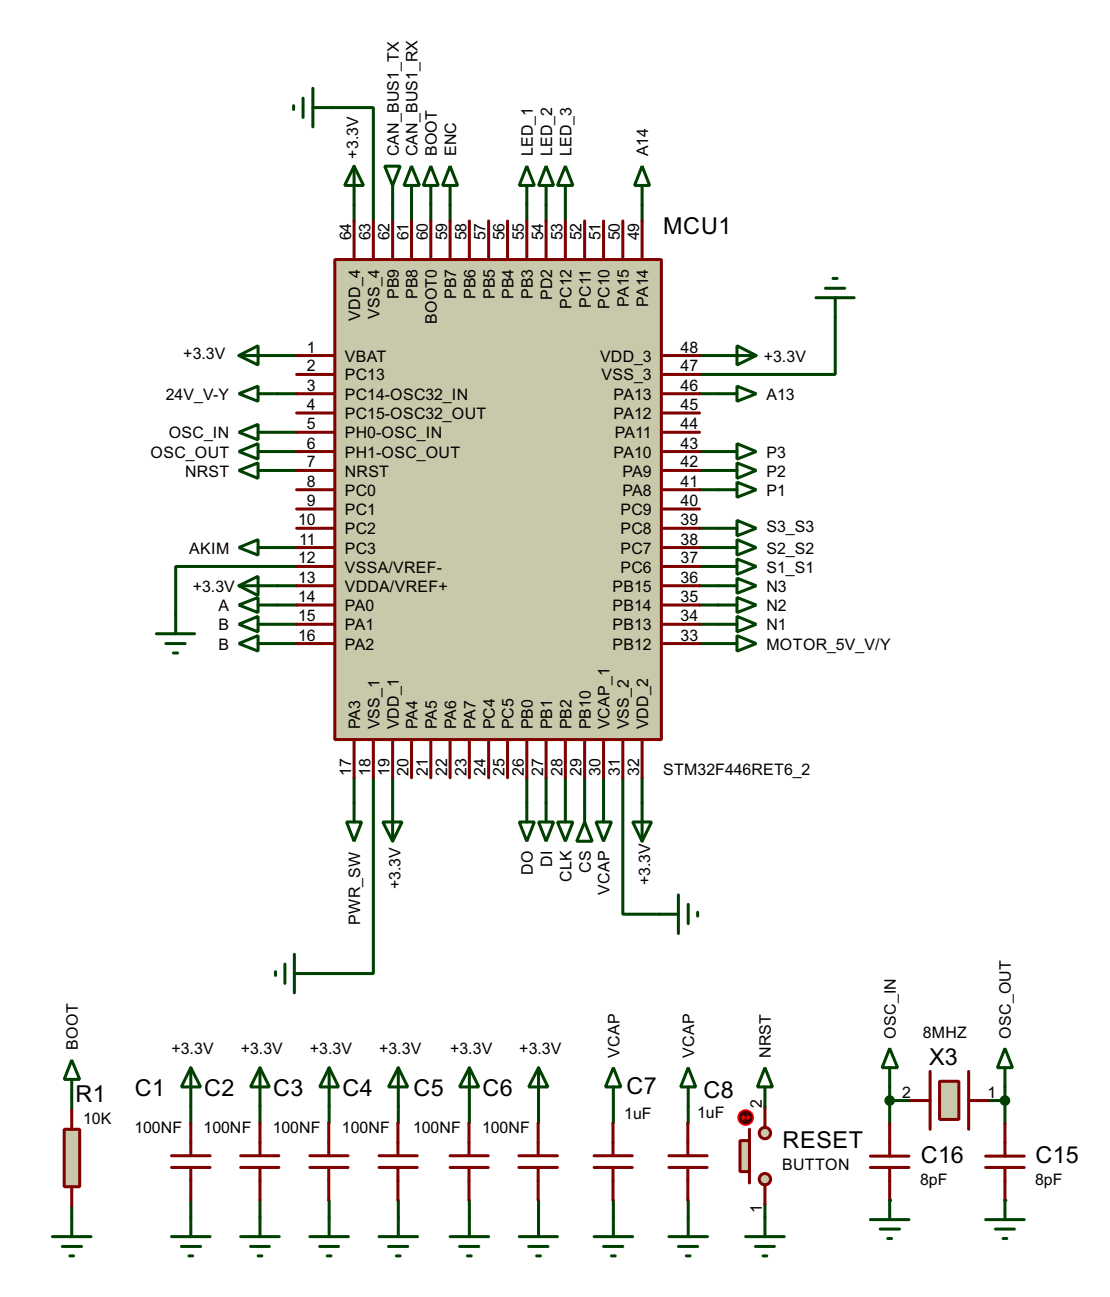 CAN_BUS1_TX
CAN_BUS1_RX
BOOT
ENC
+3.3V
LED_1
LED_2
LED_3
A14
MCU1
64
63
62
61
60
59
58
57
56
55
54
53
52
51
50
49
VDD_4
VSS_4
PB9
PB8
BOOT0
PB7
PB6
PB5
PB4
PB3
PD2
PC12
PC11
PC10
PA15
PA14
+3.3V 1 VBAT
2 PC13
24V_V-Y 3 PC14-OSC32_IN
4 PC15-OSC32_OUT
OSC_IN 5 PH0-OSC_IN
OSC_OUT 6 PH1-OSC_OUT
NRST 7 NRST
8 PC0
9 PC1
10 PC2
AKIM 11 PC3
12 VSSA/VREF-
+3.3V 13 VDDA/VREF+
A 14 PA0
B 15 PA1
B 16 PA2
VDD_3 48 +3.3V
VSS_3 47
PA13 46 A13
PA12 45
PA11 44
PA10 43 P3
PA9 42 P2
PA8 41 P1
PC9 40
PC8 39 S3_S3
PC7 38 S2_S2
PC6 37 S1_S1
PB15 36 N3
PB14 35 N2
PB13 34 N1
PB12 33 MOTOR_5V_V/Y
PA3
VSS_1
VDD_1
PA4
PA5
PA6
PA7
PC4
PC5
PB0
PB1
PB2
PB10
VCAP_1
VSS_2
VDD_2
17
18
19
20
21
22
23
24
25
26
27
28
29
30
31
32
STM32F446RET6_2
PWR_SW
+3.3V
DO
DI
CLK
CS
VCAP
+3.3V
BOOT
R1
10K
+3.3V +3.3V +3.3V +3.3V +3.3V +3.3V
C1 C2 C3 C4 C5 C6
100NF 100NF 100NF 100NF 100NF 100NF
VCAP
C7
1uF
VCAP
C8
1uF
NRST
2
RESET
BUTTON
1
OSC_IN
OSC_OUT
8MHZ
X3
2 1
C16
8pF
C15
8pF